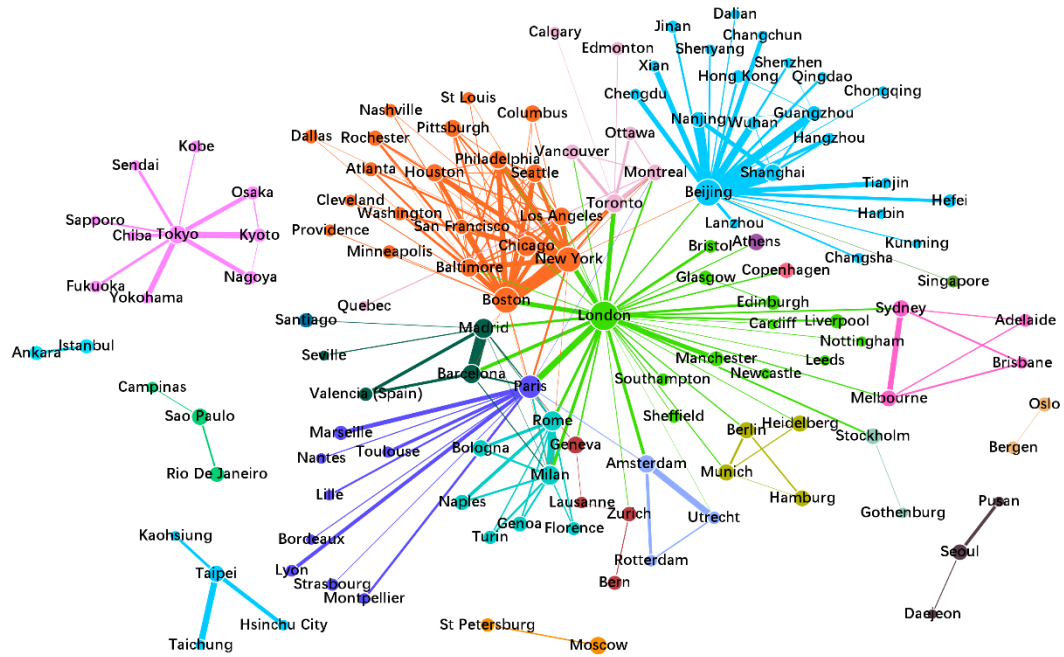 Dalian
Jinan
Changchun
Calgary
Edmonton
Shenyang
Shenzhen
Xian
Hong Kong
Qingdao
Chongqing
Chengdu
St Louis
Nashville
Columbus
Guangzhou
Nanjing
Wuhan
Pittsburgh
Ottawa
Dallas
Rochester
Hangzhou
Kobe
Vancouver
Philadelphia
Sendai
Atlanta
Houston
Seattle
Montreal
Shanghai
Beijing
Tianjin
Osaka
Cleveland
Hefei
Toronto
Washington
Los Angeles
Harbin
Sapporo
Chiba
Tokyo
Kyoto
San Francisco
Lanzhou
Providence
Chicago
Bristol
Athens
Kunming
Minneapolis
New York
Changsha
Baltimore
Copenhagen
Nagoya
Glasgow
Singapore
Fukuoka
Yokohama
Quebec
Boston
Edinburgh
Sydney
London
Santiago
Madrid
Cardiff
Liverpool
Adelaide
Nottingham
Istanbul
Ankara
Seville
Manchester
Leeds
Brisbane
Barcelona
Newcastle
Southampton
Campinas
Valencia (Spain)
Paris
Melbourne
Oslo
Sao Paulo
Sheffield
Rome
Heidelberg
Marseille
Berlin
Stockholm
Bologna
Geneva
Bergen
Nantes
Toulouse
Amsterdam
Rio De Janeiro
Milan
Munich
Lille
Naples
Lausanne
Hamburg
Pusan
Zurich
Utrecht
Gothenburg
Genoa
Florence
Turin
Kaohsiung
Bordeaux
Seoul
Rotterdam
Taipei
Lyon
Strasbourg
Bern
Montpellier
Daejeon
Hsinchu City
St Petersburg
Taichung
Moscow